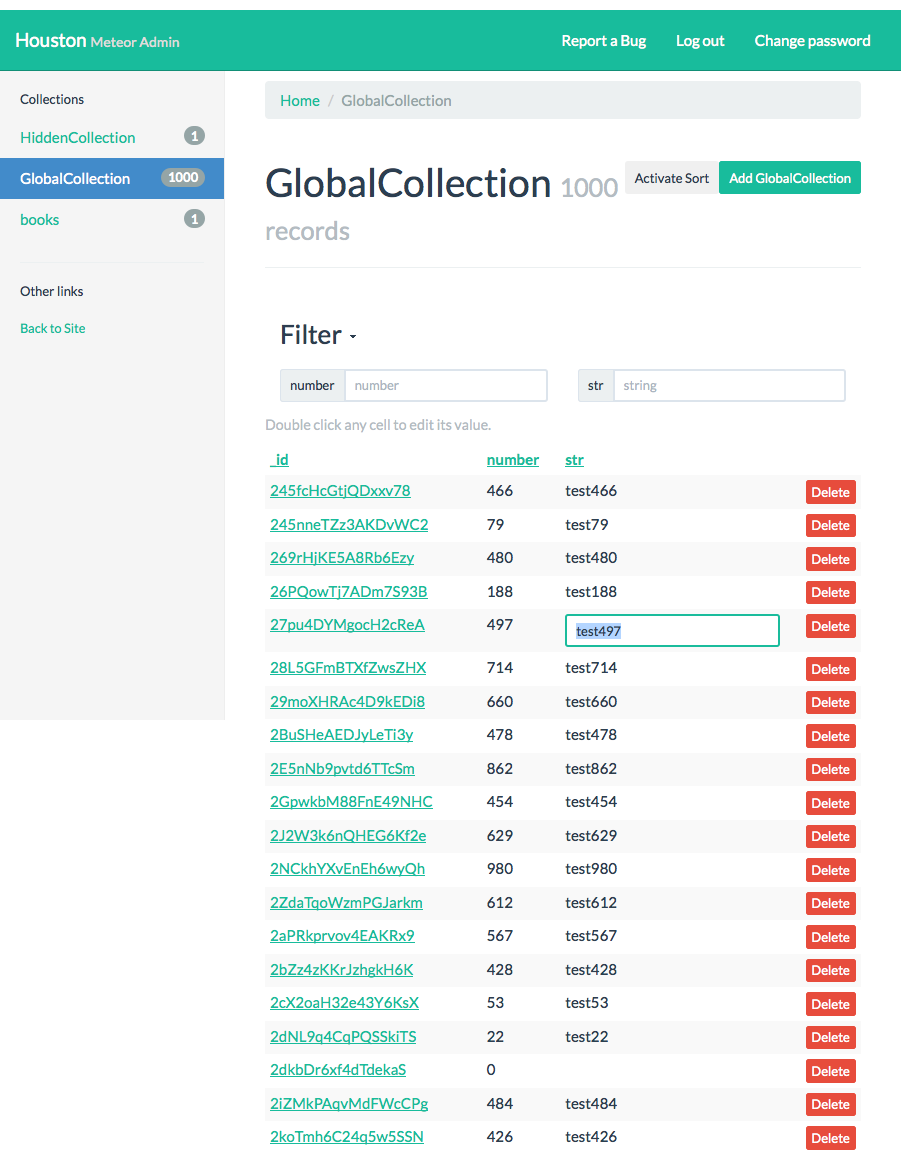 Houston Meteor Admin
Report a Bug
Log out
Change password
Collections
HiddenCollection 1
GlobalCollection 1000
books 1
Other links
Back to Site
Home / GlobalCollection
GlobalCollection 1000
records
Activate Sort
Add GlobalCollection
Filter
number number
str string
Double click any cell to edit its value.
_id number str
245fcHcGtjQDxxv78 466 test466 Delete
245nneTZz3AKDvWC2 79 test79 Delete
269rHjKE5A8Rb6Ezy 480 test480 Delete
26PQowTj7ADm7S93B 188 test188 Delete
27pu4DYMgocH2cReA 497 test497 Delete
28L5GFmBTXfZwsZHX 714 test714 Delete
29moXHRAc4D9kEDi8 660 test660 Delete
2BuSHeAEDJyLeTi3y 478 test478 Delete
2E5nNb9pvtd6TTcSm 862 test862 Delete
2GpwkbM88FnE49NHC 454 test454 Delete
2J2W3k6nQHEG6Kf2e 629 test629 Delete
2NCkhYXvEnEh6wyQh 980 test980 Delete
2ZdaTqoWzmPGJarkm 612 test612 Delete
2aPRkprvov4EAKRx9 567 test567 Delete
2bZz4zKKrJzhgkH6K 428 test428 Delete
2cX2oaH32e43Y6KsX 53 test53 Delete
2dNL9q4CqPQSSkiTS 22 test22 Delete
2dkbDr6xf4dTdekaS 0 Delete
2iZMkPAqvMdFWcCPg 484 test484 Delete
2koTmh6C24q5w5SSN 426 test426 Delete